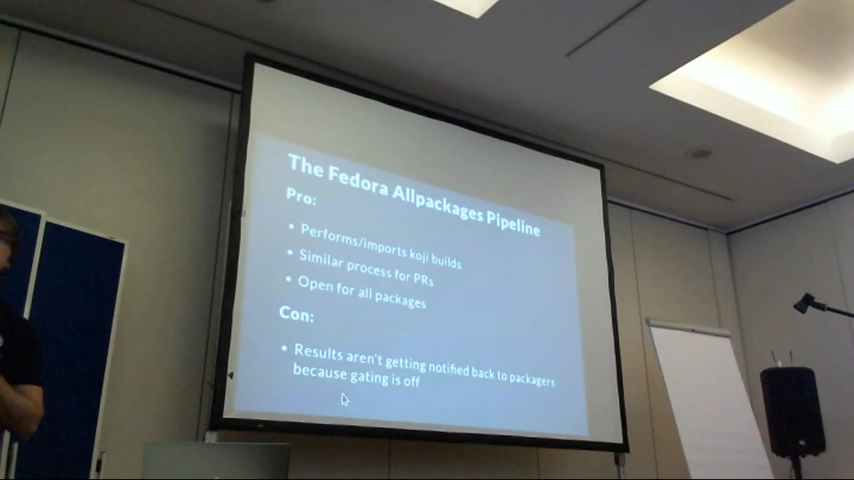 The Fedora Allpackages Pipeline
Pro:
• Performs/imports koji builds
• Similar process for PRs
• Open for all packages
Con:
• Results aren't getting notified back to packagers
because gating is off